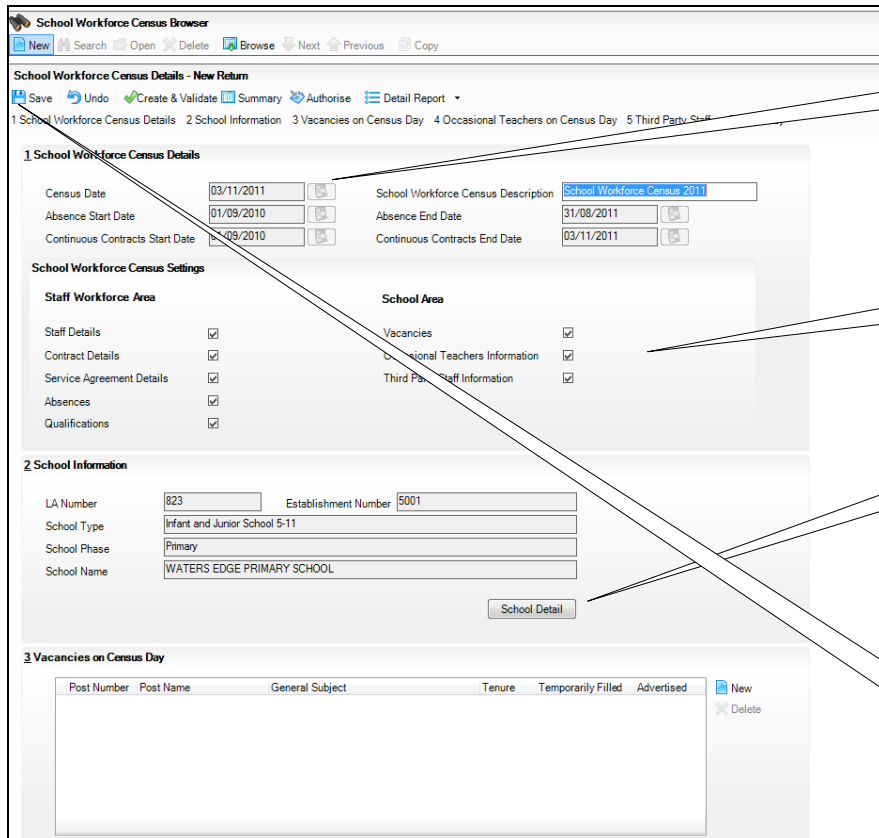 School Workforce Census Browser
New Search Open Delete Browse Next Previous Copy
School Workforce Census Details - New Return
Save Undo Create & Validate Summary Authorise Detail Report
1 School Workforce Census Details 2 School Information 3 Vacancies on Census Day 4 Occasional Teachers on Census Day 5 Third Party Staff
1 School Workforce Census Details
Census Date 03/11/2011 School Workforce Census Description School Workforce Census 2011
Absence Start Date 01/09/2010 Absence End Date 31/08/2011
Continuous Contracts Start Date 01/09/2010 Continuous Contracts End Date 03/11/2011
School Workforce Census Settings
Staff Workforce Area School Area
Staff Details Vacancies
Contract Details Occasional Teachers Information
Service Agreement Details Third Party Staff Information
Absences
Qualifications
2 School Information
LA Number 823 Establishment Number 5001
School Type Infant and Junior School 5-11
School Phase Primary
School Name WATERS EDGE PRIMARY SCHOOL
School Detail
3 Vacancies on Census Day
Post Number Post Name General Subject Tenure Temporarily Filled Advertised New
Delete